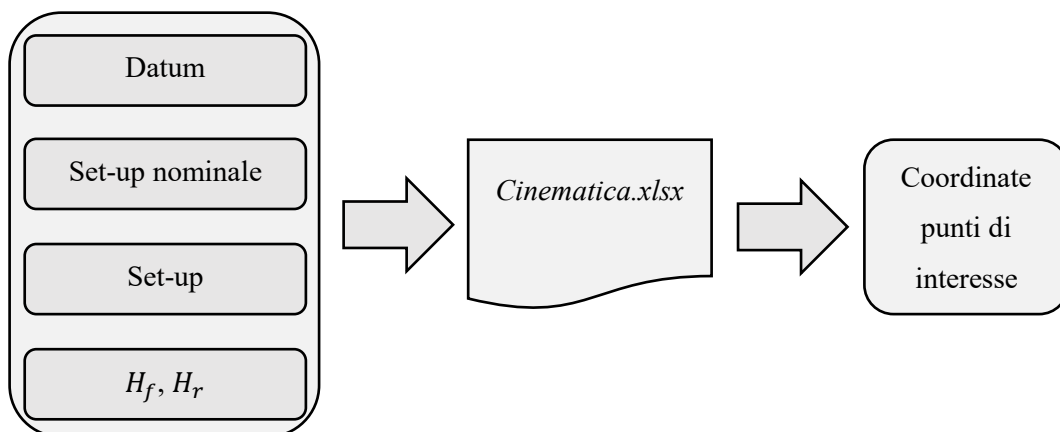 Datum
Set-up nominale
Set-up
H_f, H_r
Cinematica.xlsx
Coordinate
punti di
interesse